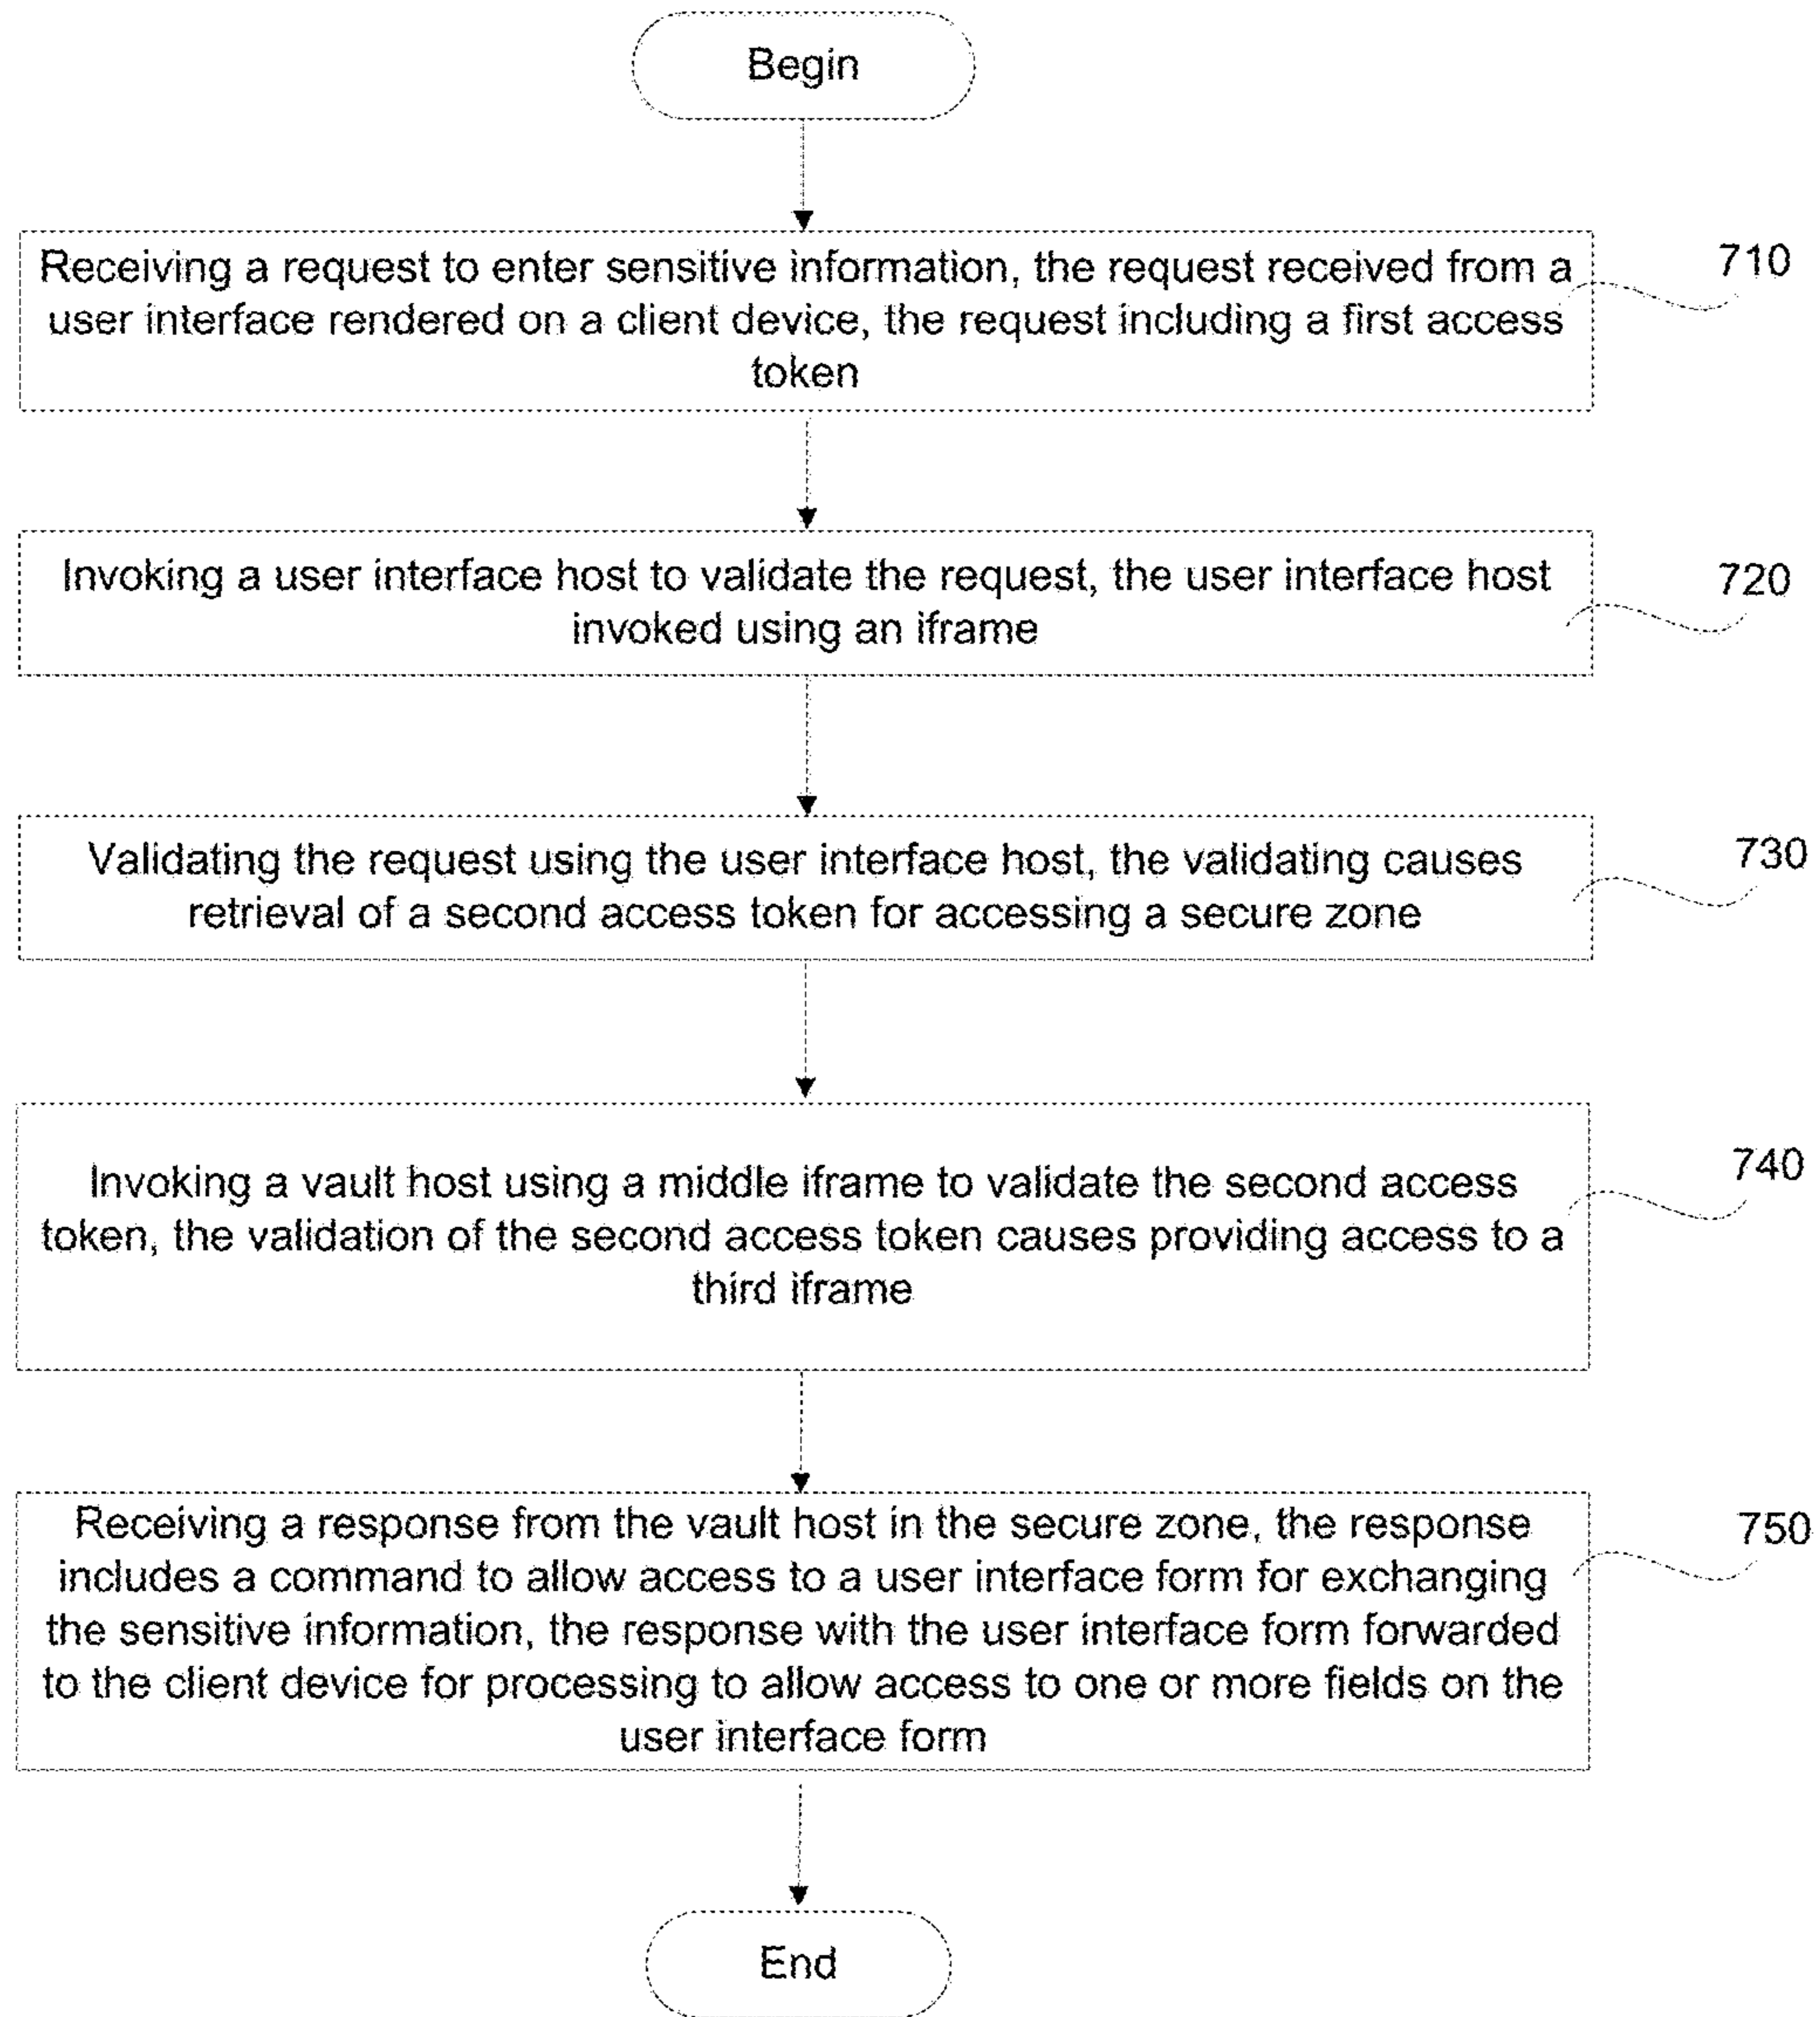 Begin
Receiving a request to enter sensitive information, the request received from a
user interface rendered on a client device, the request including a first access
token
710
Invoking a user interface host to validate the request, the user interface host
invoked using an iframe
720
Validating the request using the user interface host, the validating causes
retrieval of a second access token for accessing a secure zone
730
Invoking a vault host using a middle iframe to validate the second access
token, the validation of the second access token causes providing access to a
third iframe
740
Receiving a response from the vault host in the secure zone, the response
includes a command to allow access to a user interface form for exchanging
the sensitive information, the response with the user interface form forwarded
to the client device for processing to allow access to one or more fields on the
user interface form
750
End